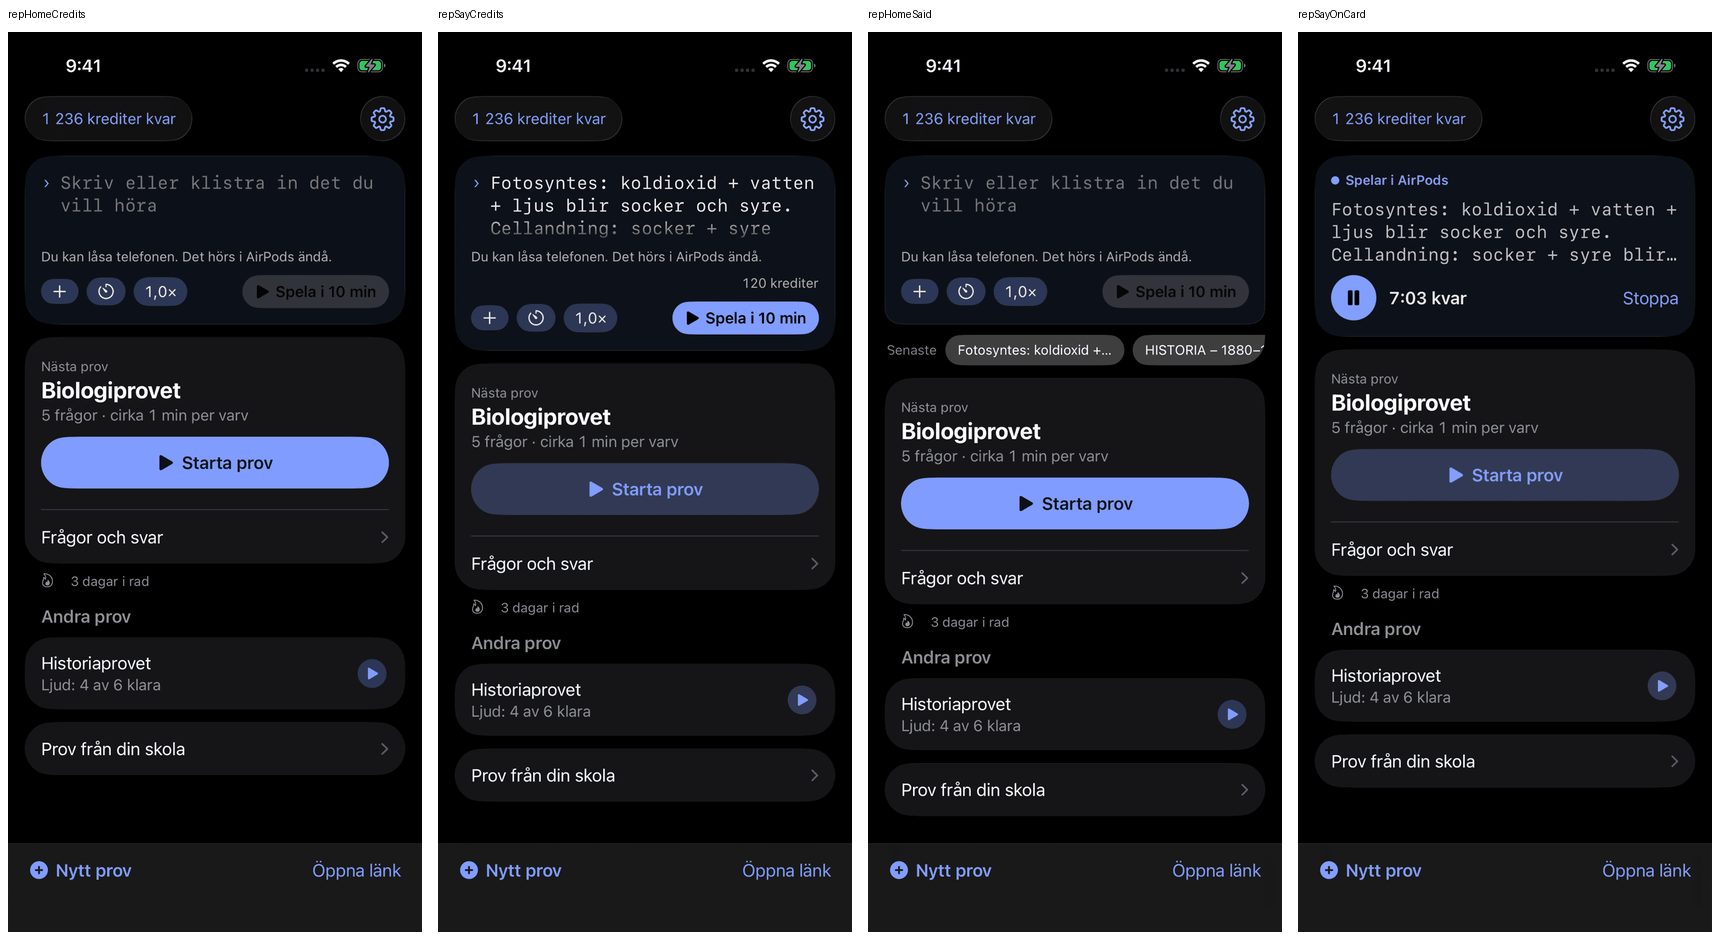 repHomeCredits
9:41
1 236 krediter kvar
› Skriv eller klistra in det du
vill höra
Du kan låsa telefonen. Det hörs i AirPods ändå.
1,0×
Spela i 10 min
Nästa prov
Biologiprovet
5 frågor · cirka 1 min per varv
Starta prov
Frågor och svar
3 dagar i rad
Andra prov
Historiaprovet
Ljud: 4 av 6 klara
Prov från din skola
Nytt prov
Öppna länk
repSayCredits
9:41
1 236 krediter kvar
› Fotosyntes: koldioxid + vatten
+ ljus blir socker och syre.
Cellandning: socker + syre
Du kan låsa telefonen. Det hörs i AirPods ändå.
120 krediter
1,0×
Spela i 10 min
Nästa prov
Biologiprovet
5 frågor · cirka 1 min per varv
Starta prov
Frågor och svar
3 dagar i rad
Andra prov
Historiaprovet
Ljud: 4 av 6 klara
Prov från din skola
Nytt prov
Öppna länk
repHomeSaid
9:41
1 236 krediter kvar
› Skriv eller klistra in det du
vill höra
Du kan låsa telefonen. Det hörs i AirPods ändå.
1,0×
Spela i 10 min
Senaste
Fotosyntes: koldioxid +...
HISTORIA – 1880–
Nästa prov
Biologiprovet
5 frågor · cirka 1 min per varv
Starta prov
Frågor och svar
3 dagar i rad
Andra prov
Historiaprovet
Ljud: 4 av 6 klara
Prov från din skola
Nytt prov
Öppna länk
repSayOnCard
9:41
1 236 krediter kvar
Spelar i AirPods
Fotosyntes: koldioxid + vatten +
ljus blir socker och syre.
Cellandning: socker + syre blir…
7:03 kvar
Stoppa
Nästa prov
Biologiprovet
5 frågor · cirka 1 min per varv
Starta prov
Frågor och svar
3 dagar i rad
Andra prov
Historiaprovet
Ljud: 4 av 6 klara
Prov från din skola
Nytt prov
Öppna länk